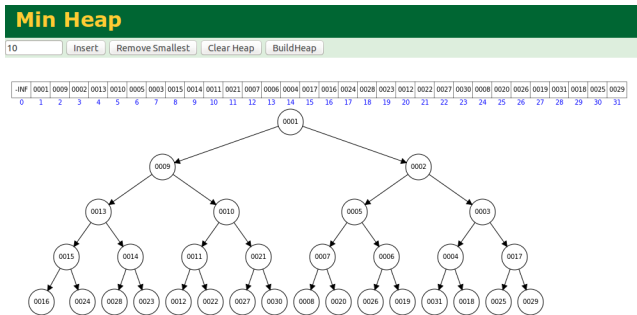 Min Heap
10 Insert Remove Smallest Clear Heap BuildHeap
-INF 0001 0009 0002 0013 0010 0005 0003 0015 0014 0011 0021 0007 0006 0004 0017 0016 0024 0028 0023 0012 0022 0027 0030 0008 0020 0026 0019 0031 0018 0025 0029
0 1 2 3 4 5 6 7 8 9 10 11 12 13 14 15 16 17 18 19 20 21 22 23 24 25 26 27 28 29 30 31
0001
0009 0002
0013 0010 0005 0003
0015 0014 0011 0021 0007 0006 0004 0017
0016 0024 0028 0023 0012 0022 0027 0030 0008 0020 0026 0019 0031 0018 0025 0029